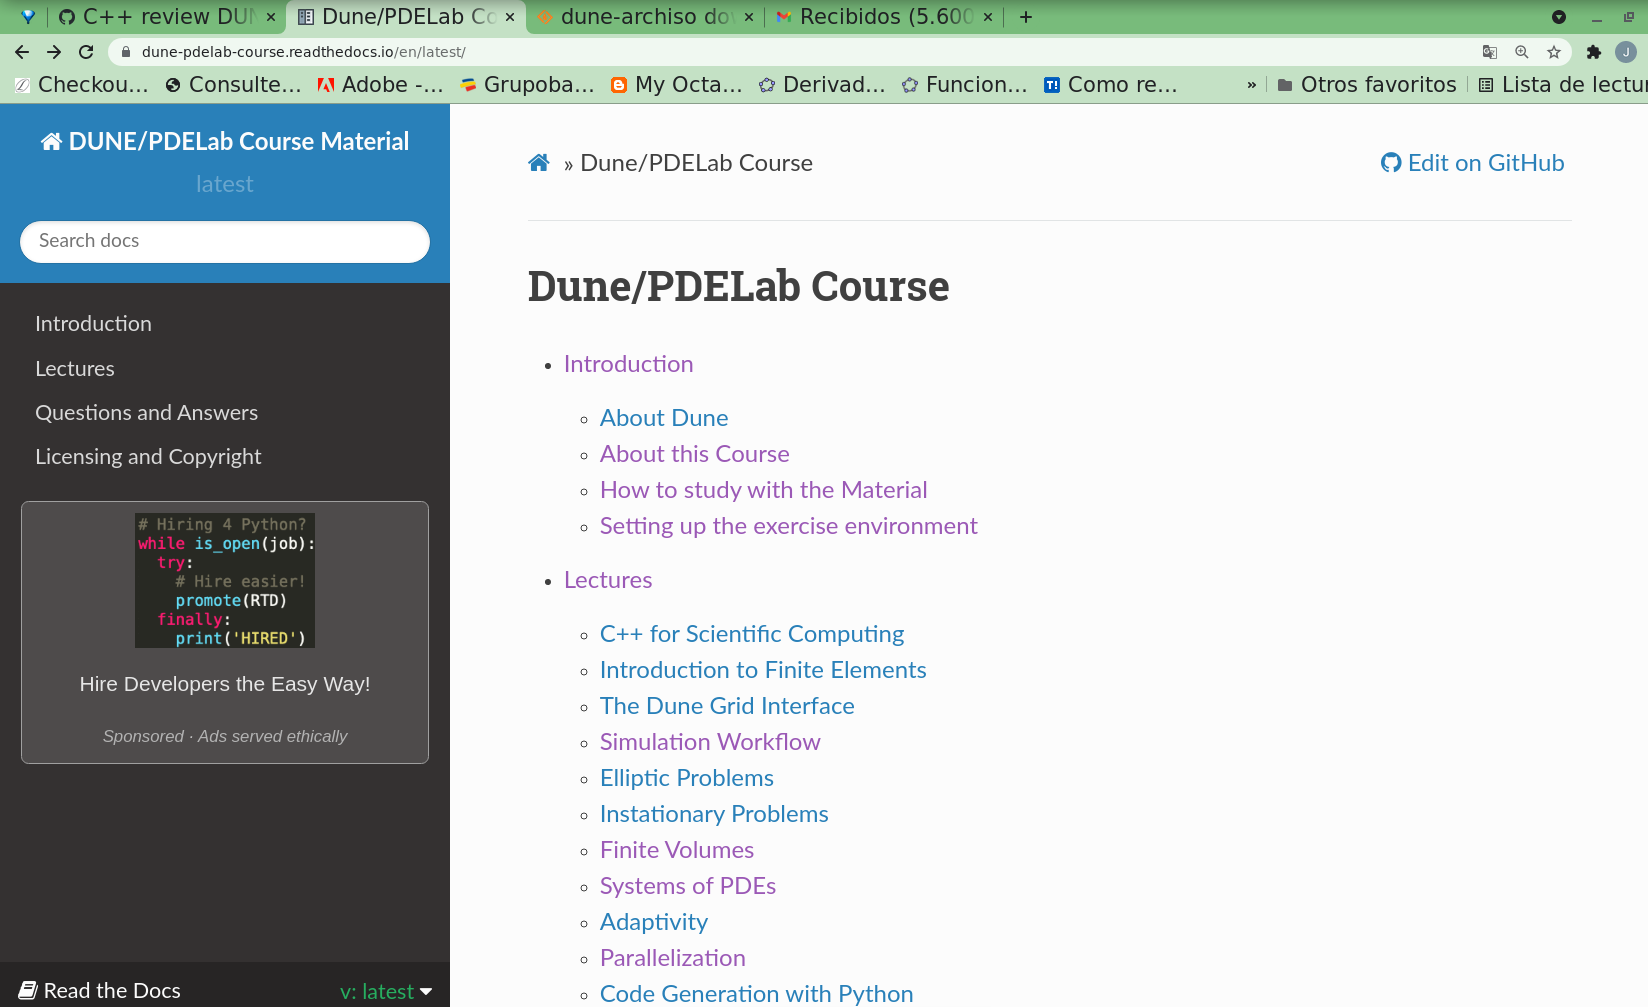 C++ review DUN
Dune/PDELab Co
dune-archiso do
Recibidos (5.600
dune-pdelab-course.readthedocs.io/en/latest/
J
Checkou...
Consulte...
Adobe -...
Grupoba...
My Octa...
Derivad...
Funcion...
T!
Como re...
»
Otros favoritos
Lista de lectur
DUNE/PDELab Course Material
latest
Search docs
Introduction
Lectures
Questions and Answers
Licensing and Copyright
# Hiring 4 Python?
while is_open(job):
try:
# Hire easier!
promote(RTD)
finally:
print('HIRED')
Hire Developers the Easy Way!
Sponsored · Ads served ethically
Read the Docs
v: latest
» Dune/PDELab Course
Edit on GitHub
Dune/PDELab Course
Introduction
About Dune
About this Course
How to study with the Material
Setting up the exercise environment
Lectures
C++ for Scientific Computing
Introduction to Finite Elements
The Dune Grid Interface
Simulation Workflow
Elliptic Problems
Instationary Problems
Finite Volumes
Systems of PDEs
Adaptivity
Parallelization
Code Generation with Python